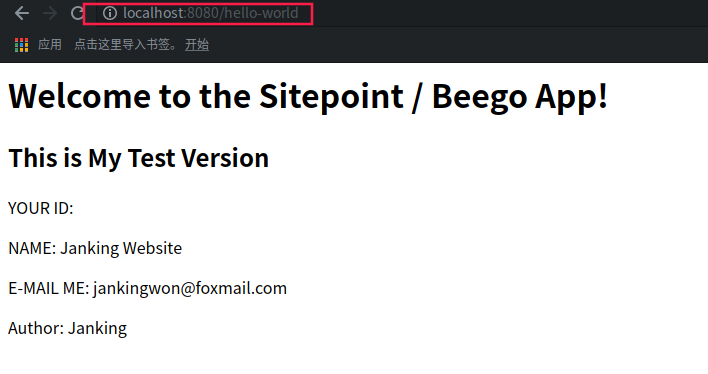 localhost:8080/hello-world
应用 点击这里导入书签。 开始
Welcome to the Sitepoint / Beego App!
This is My Test Version
YOUR ID:
NAME: Janking Website
E-MAIL ME: jankingwon@foxmail.com
Author: Janking